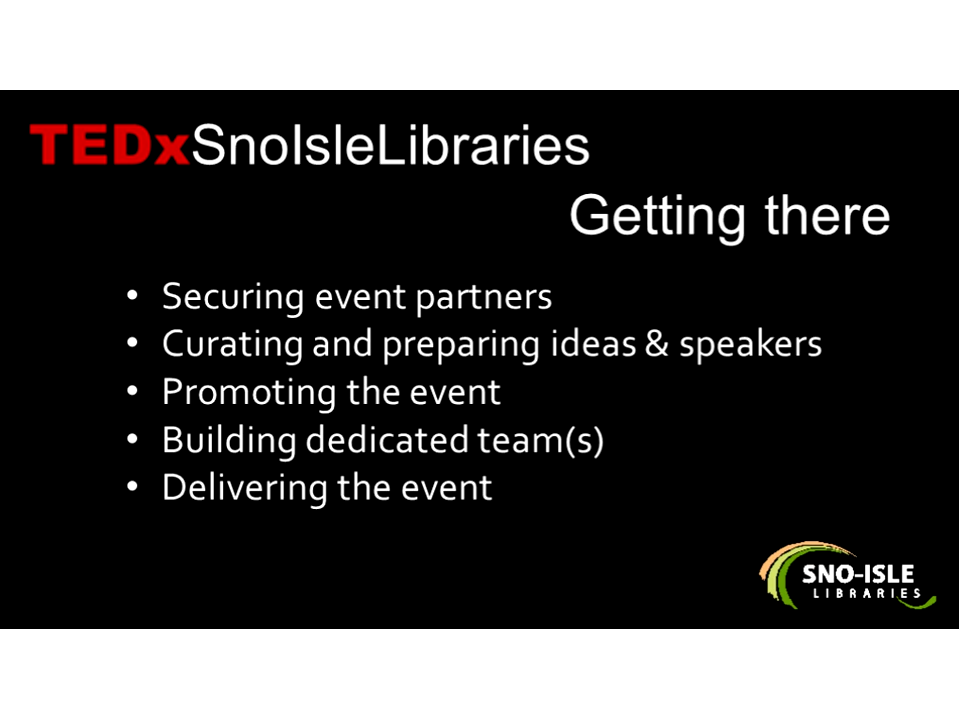 TEDxSnoIsleLibraries
Getting there
• Securing event partners
• Curating and preparing ideas & speakers
• Promoting the event
• Building dedicated team(s)
• Delivering the event
SNO-ISLE
LIBRARIES